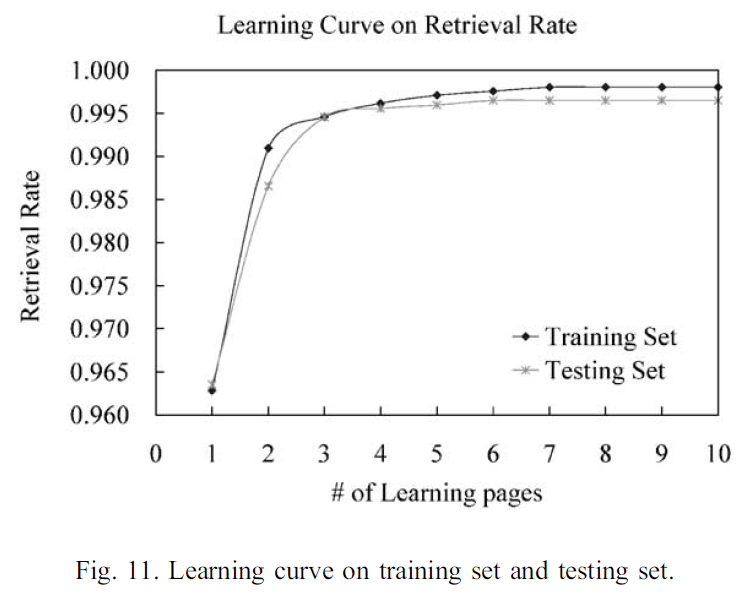 Learning Curve on Retrieval Rate
1.000
0.995
0.990
0.985
0.980
0.975
0.970
0.965
0.960
Retrieval Rate
Training Set
Testing Set
0 1 2 3 4 5 6 7 8 9 10
# of Learning pages
Fig. 11. Learning curve on training set and testing set.